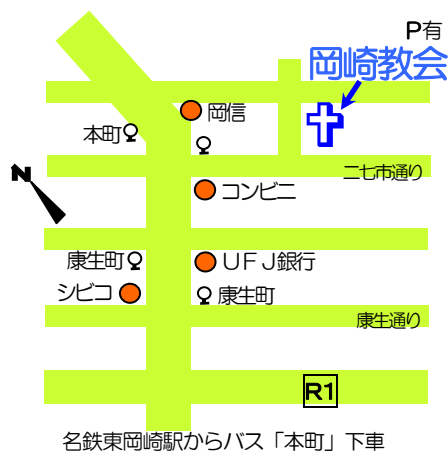 P有
岡崎教会
岡信
本町
二七市通り
コンビニ
N
康生町
UFJ銀行
シビコ
康生町
康生通り
R1
名鉄東岡崎駅からバス「本町」下車